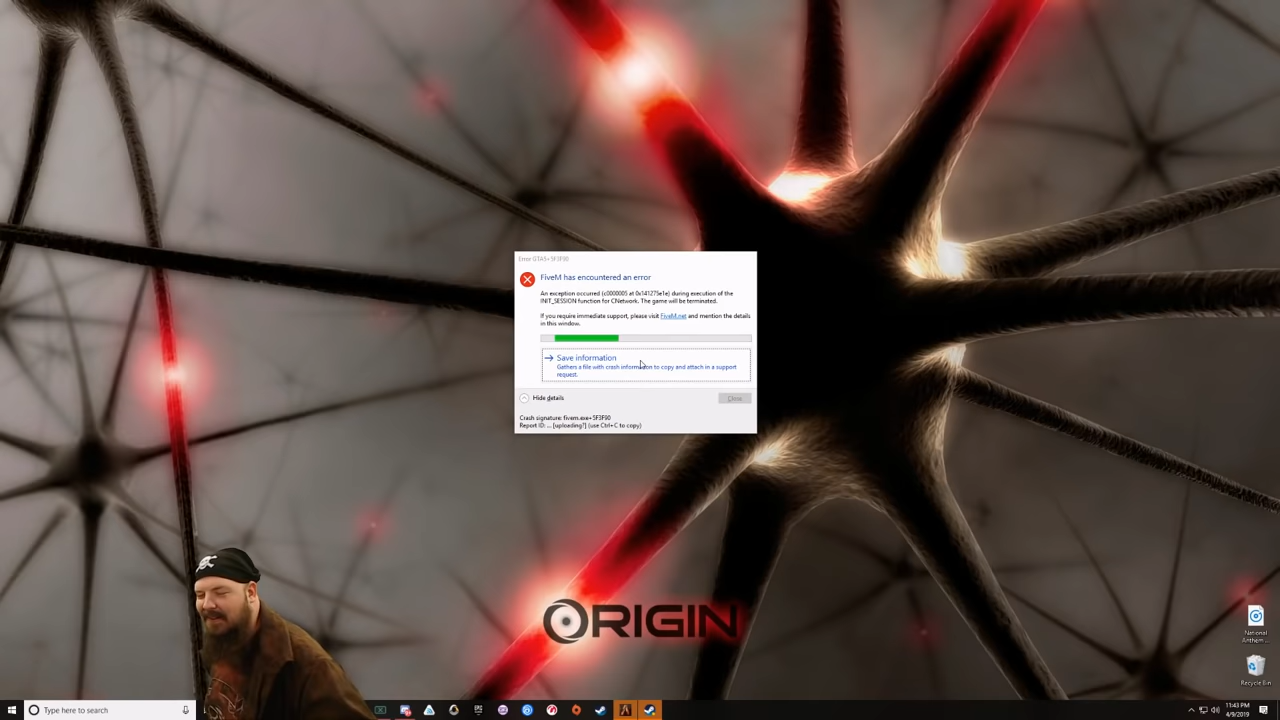 Error GTA5+5F3F90
FiveM has encountered an error
An exception occurred (c0000005 at 0x141275e1e) during execution of the
INIT_SESSION function for CNetwork. The game will be terminated.
If you require immediate support, please visit FiveM.net and mention the details
in this window.
Save information
Gathers a file with crash information to copy and attach in a support
request.
Hide details
Close
Crash signature: fivem.exe+5F3F90
Report ID: ... [uploading?] (use Ctrl+C to copy)
ORIGIN
National
Anthem ...
Recycle Bin
Type here to search
EPIC
11:43 PM
4/9/2019